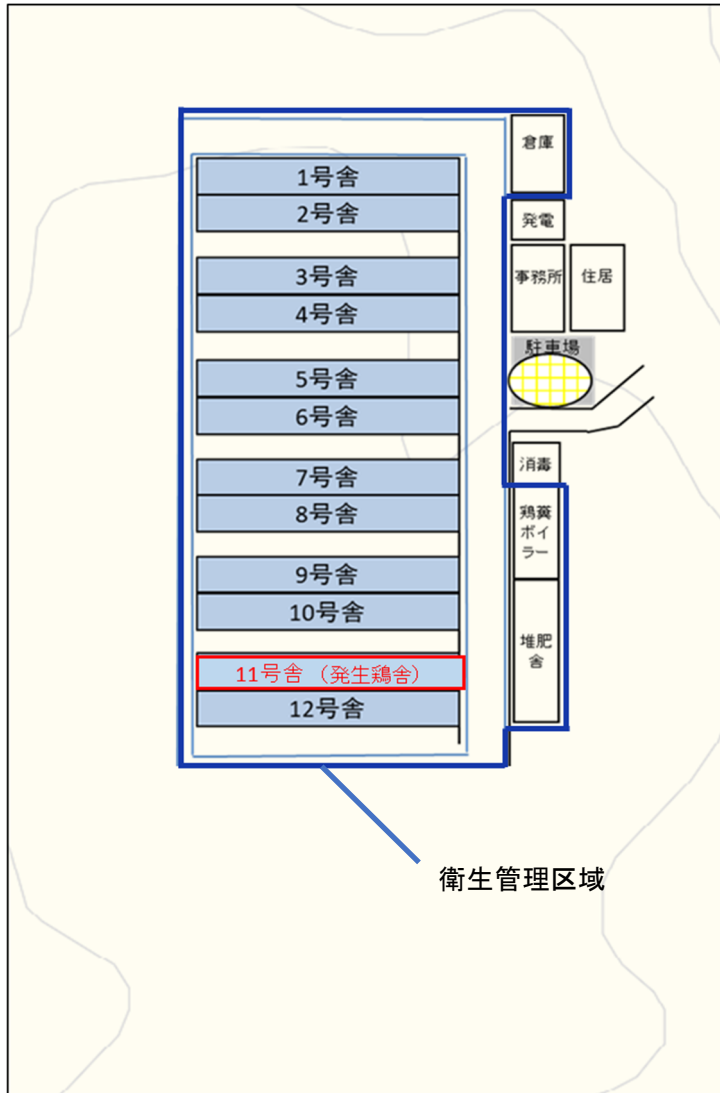 倉庫
1号舎
2号舎
発電
3号舎
事務所
住居
4号舎
駐車場
5号舎
6号舎
消毒
7号舎
8号舎
鶏糞
ボイ
ラー
9号舎
10号舎
堆肥
舎
11号舎 （発生鶏舎）
12号舎
衛生管理区域